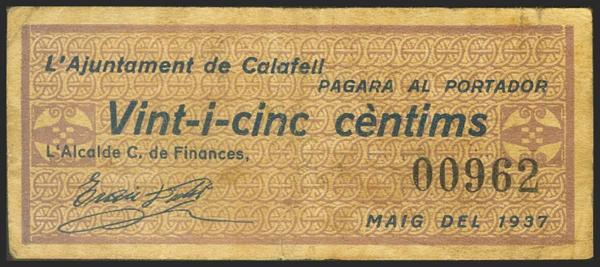 L'Ajuntament de Calafell
PAGARA AL PORTADOR
Vint-i-cinc cèntims
L'Alcalde C. de Finances,
00962
MAIG DEL 1937